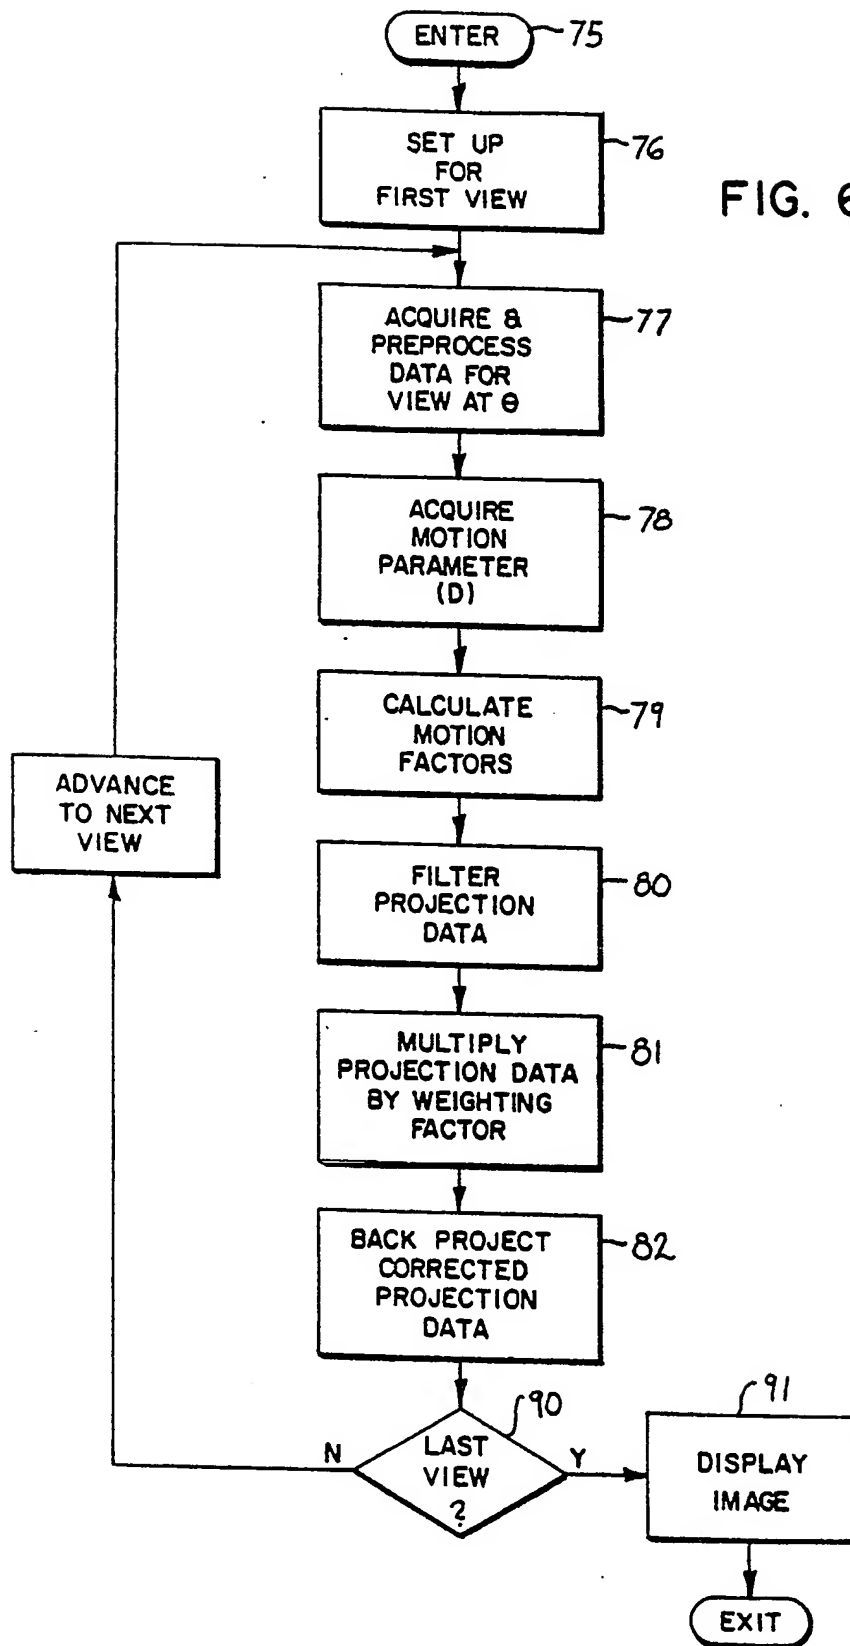 ENTER
75
SET UP
FOR
FIRST VIEW
76
FIG. 6
ACQUIRE &
PREPROCESS
DATA FOR
VIEW AT Θ
77
ACQUIRE
MOTION
PARAMETER
(D)
78
CALCULATE
MOTION
FACTORS
79
ADVANCE
TO NEXT
VIEW
FILTER
PROJECTION
DATA
80
MULTIPLY
PROJECTION DATA
BY WEIGHTING
FACTOR
81
BACK PROJECT
CORRECTED
PROJECTION
DATA
82
LAST
VIEW
?
90
N
Y
91
DISPLAY
IMAGE
EXIT